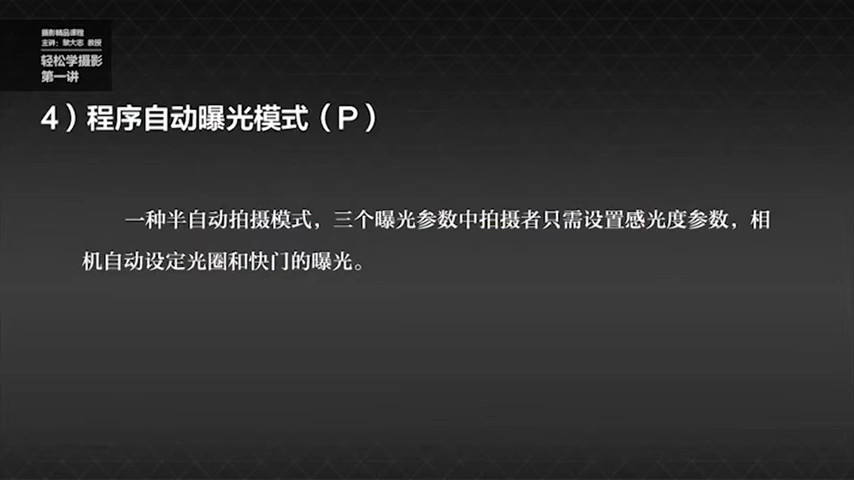 摄影精品课程
主讲：黎大志 教授
轻松学摄影
第一讲
4）程序自动曝光模式（P）
一种半自动拍摄模式，三个曝光参数中拍摄者只需设置感光度参数，相
机自动设定光圈和快门的曝光。